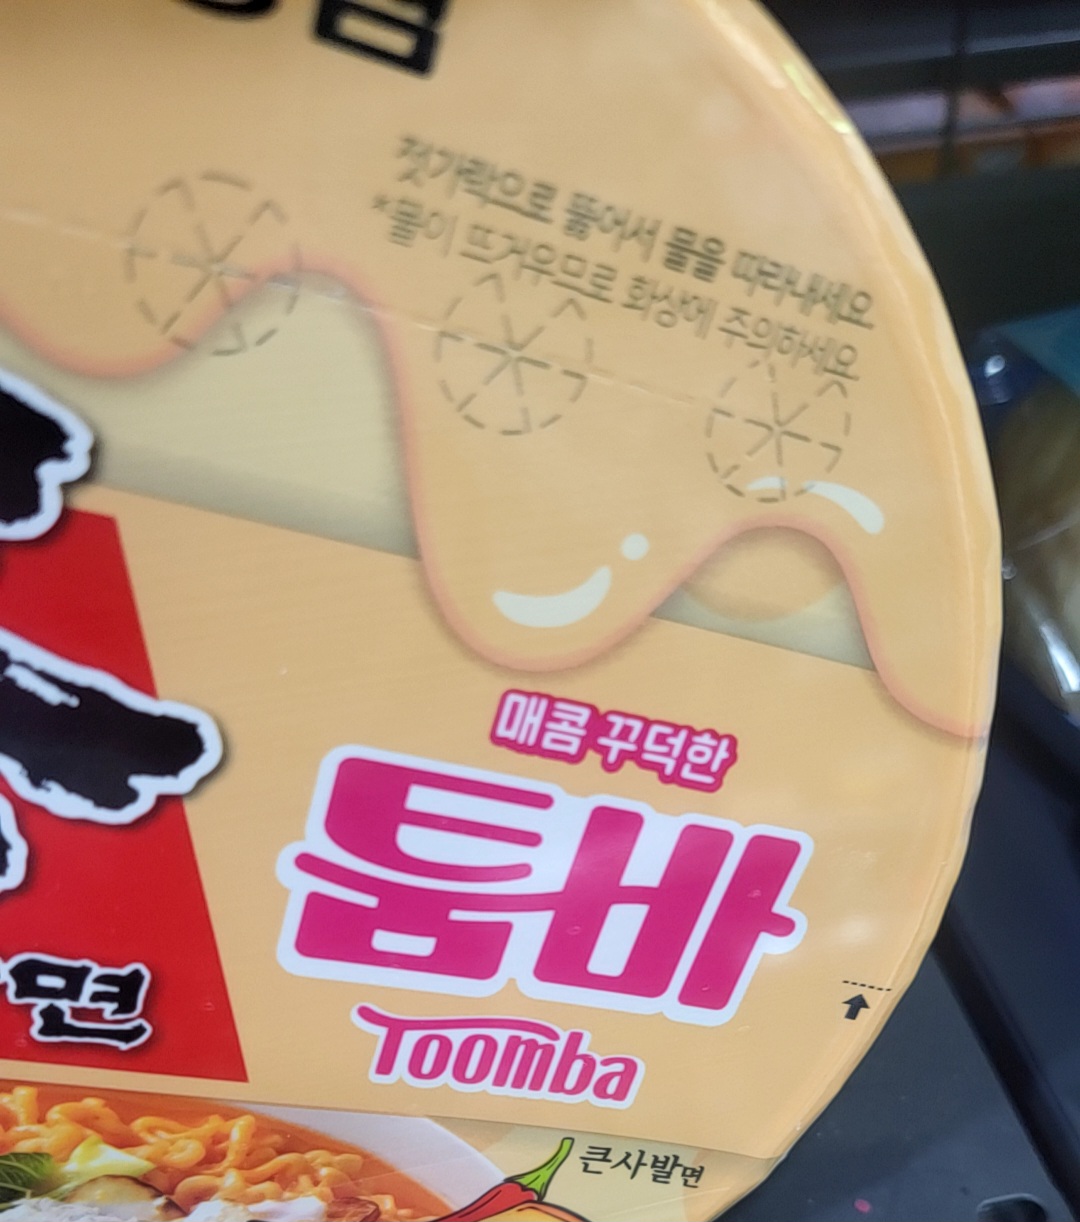 젓가락으로 뚫어서 물을 따라내세요
*물이 뜨거우므로 화상에 주의하세요
매콤 꾸덕한
툼바
Toomba
면
큰사발면